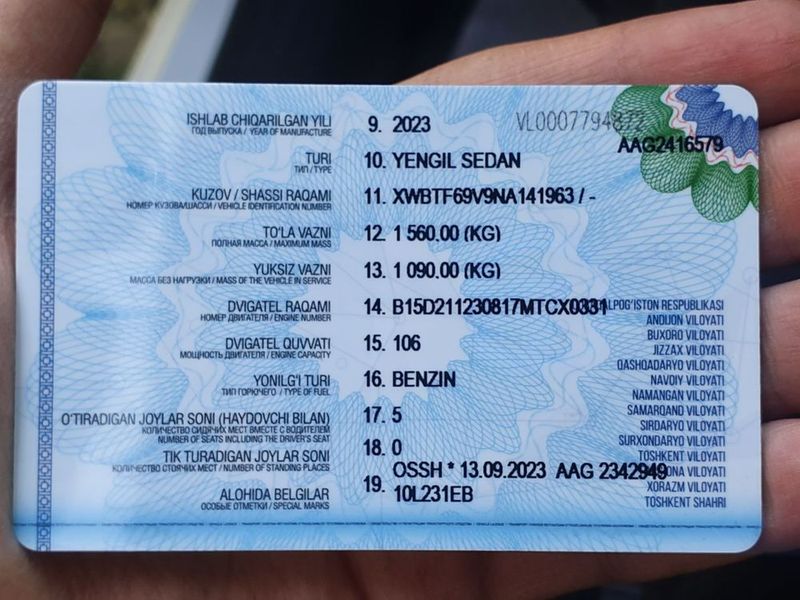 VL0007794872
AAG2416579
ISHLAB CHIQARILGAN YILI 9. 2023
ГОД ВЫПУСКА / YEAR OF MANUFACTURE
TURI 10. YENGIL SEDAN
ТИП / TYPE
KUZOV / SHASSI RAQAMI 11. XWBTF69V9NA141963 / -
НОМЕР КУЗОВА/ШАССИ / VEHICLE IDENTIFICATION NUMBER
TO'LA VAZNI 12. 1 560.00 (KG)
ПОЛНАЯ МАССА / MAXIMUM MASS
YUKSIZ VAZNI 13. 1 090.00 (KG)
МАССА БЕЗ НАГРУЗКИ / MASS OF THE VEHICLE IN SERVICE
DVIGATEL RAQAMI 14. B15D211230817MTCX0331
НОМЕР ДВИГАТЕЛЯ / ENGINE NUMBER
DVIGATEL QUVVATI 15. 106
МОЩНОСТЬ ДВИГАТЕЛЯ / ENGINE CAPACITY
YONILG'I TURI 16. BENZIN
ТИП ГОРЮЧЕГО / TYPE OF FUEL
O'TIRADIGAN JOYLAR SONI (HAYDOVCHI BILAN) 17. 5
КОЛИЧЕСТВО СИДЯЧИХ МЕСТ ВМЕСТЕ С ВОДИТЕЛЕМ
NUMBER OF SEATS INCLUDING THE DRIVER'S SEAT
TIK TURADIGAN JOYLAR SONI 18. 0
КОЛИЧЕСТВО СТОЯЧИХ МЕСТ / NUMBER OF STANDING PLACES
ALOHIDA BELGILAR 19. OSSH * 13.09.2023 AAG 2342949
10L231EB
ОСОБЫЕ ОТМЕТКИ / SPECIAL MARKS
RESPUBLIKASI
ANDIJON VILOYATI
BUXORO VILOYATI
JIZZAX VILOYATI
QASHQADARYO VILOYATI
NAVOIY VILOYATI
NAMANGAN VILOYATI
SAMARQAND VILOYATI
SIRDARYO VILOYATI
SURXONDARYO VILOYATI
TOSHKENT VILOYATI
VILOYATI
XORAZM VILOYATI
TOSHKENT SHAHRI